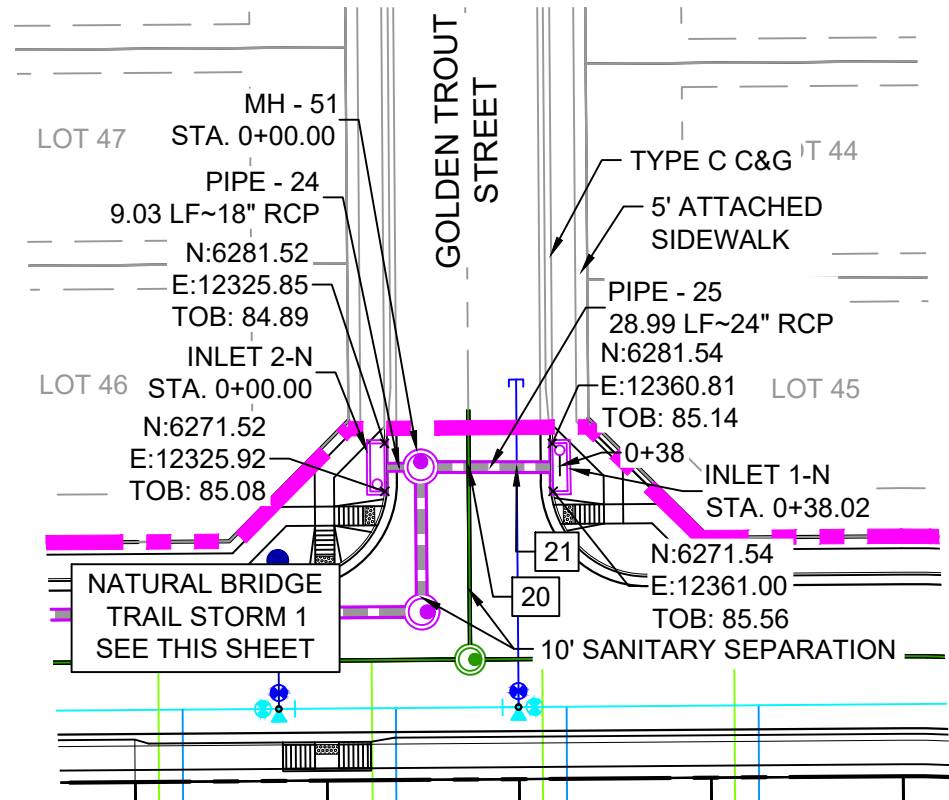 GOLDEN TROUT
STREET
LOT 47
MH - 51
STA. 0+00.00
PIPE - 24
9.03 LF~18" RCP
N:6281.52
E:12325.85
TOB: 84.89
INLET 2-N
STA. 0+00.00
LOT 46
N:6271.52
E:12325.92
TOB: 85.08
TYPE C C&G
OT 44
5' ATTACHED
SIDEWALK
PIPE - 25
28.99 LF~24" RCP
N:6281.54
E:12360.81
TOB: 85.14
LOT 45
0+38
INLET 1-N
STA. 0+38.02
N:6271.54
E:12361.00
TOB: 85.56
21
20
10' SANITARY SEPARATION
NATURAL BRIDGE
TRAIL STORM 1
SEE THIS SHEET